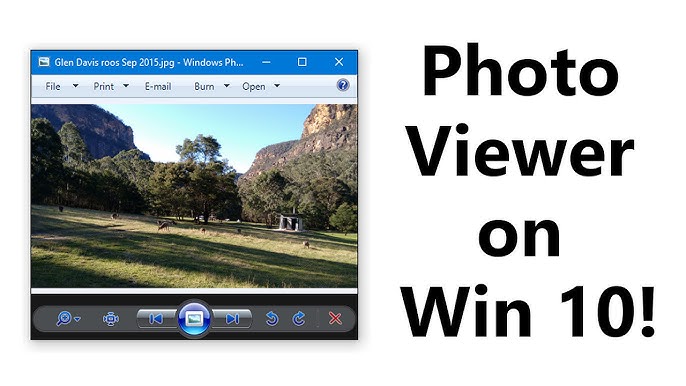 Glen Davis roos Sep 2015.jpg - Windows Ph...
File Print E-mail Burn Open ?
Photo
Viewer
on
Win 10!